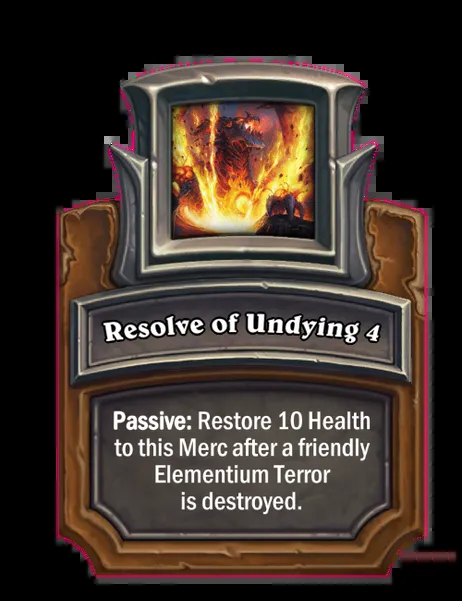 Resolve of Undying 4
Passive: Restore 10 Health
to this Merc after a friendly
Elementium Terror
is destroyed.